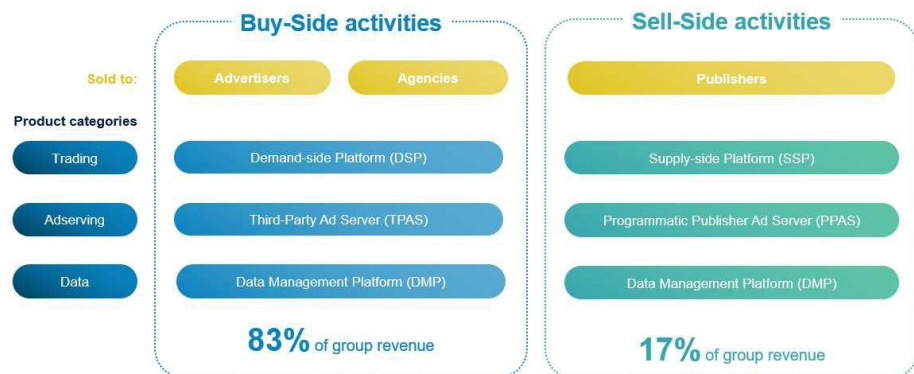 Buy-Side activities
Sell-Side activities
Sold to:
Advertisers
Agencies
Publishers
Product categories
Trading
Demand-side Platform (DSP)
Supply-side Platform (SSP)
Adserving
Third-Party Ad Server (TPAS)
Programmatic Publisher Ad Server (PPAS)
Data
Data Management Platform (DMP)
Data Management Platform (DMP)
83% of group revenue
17% of group revenue